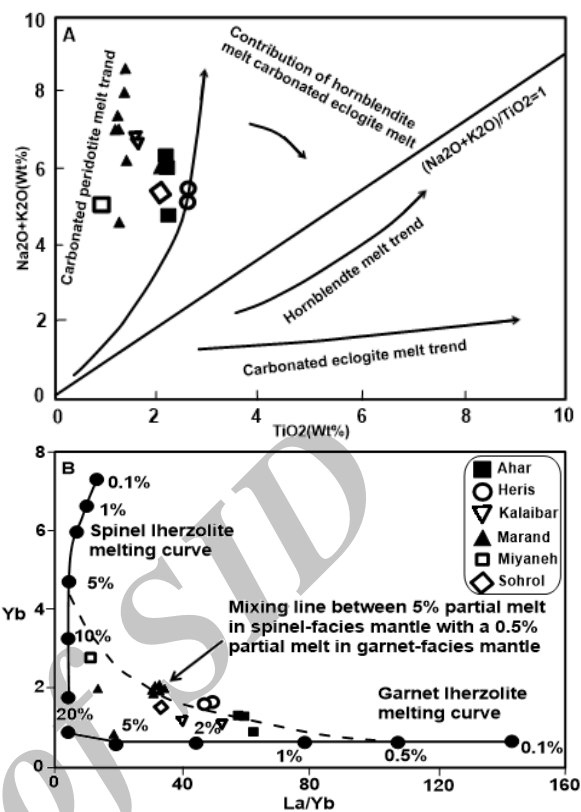 A
10
8
6
4
2
0
Na2O+K2O(Wt%)
Carbonated peridotite melt trand
Contribution of hornblendite
melt carbonated eclogite melt
(Na2O+K2O)/TiO2=1
Hornblendte melt trend
Carbonated eclogite melt trend
0
2
4
6
8
10
TiO2(Wt%)
B
8
6
4
2
0
Yb
0.1%
1%
Spinel lherzolite
melting curve
5%
10%
20%
Ahar
Heris
Kalaibar
Marand
Miyaneh
Sohrol
Mixing line between 5% partial melt
in spinel-facies mantle with a 0.5%
partial melt in garnet-facies mantle
Garnet lherzolite
melting curve
5%
2%
1%
0.5%
0.1%
0
40
80
120
160
La/Yb
of SID